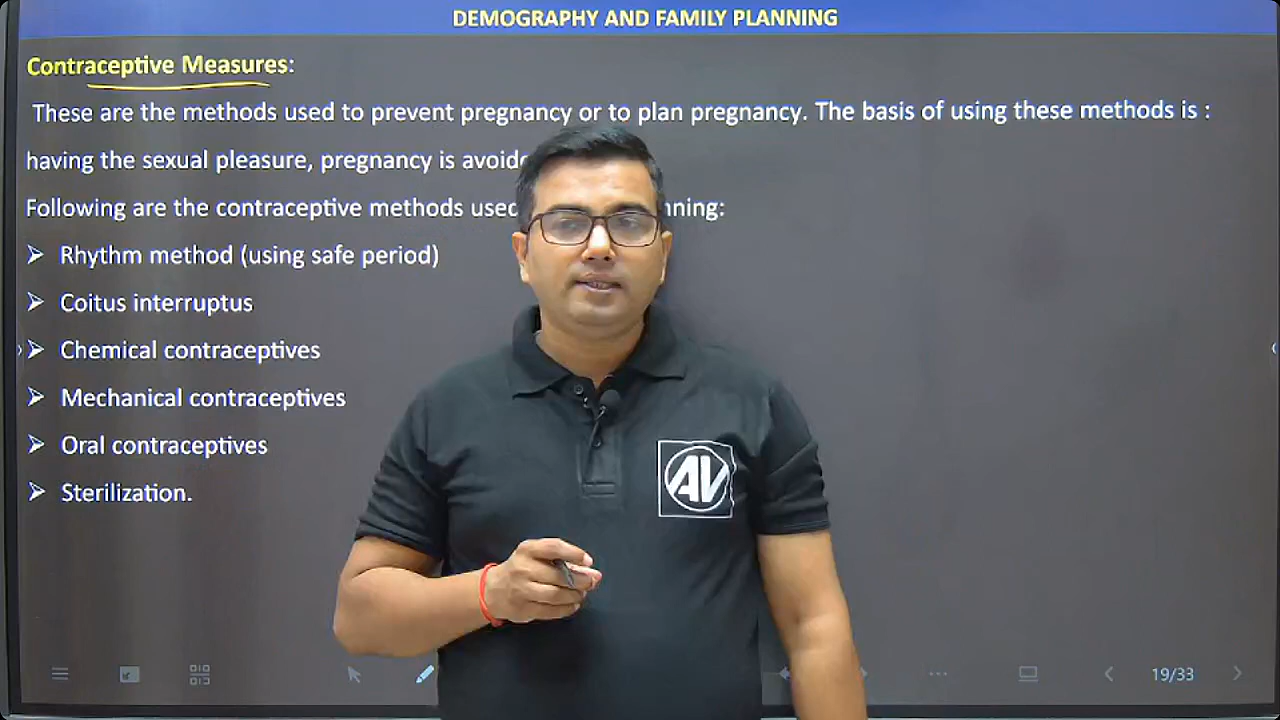 DEMOGRAPHY AND FAMILY PLANNING
Contraceptive Measures:
These are the methods used to prevent pregnancy or to plan pregnancy. The basis of using these methods is :
having the sexual pleasure, pregnancy is
Following are the contraceptive methods
Rhythm method (using safe period)
Coitus interruptus
Chemical contraceptives
Mechanical contraceptives
Oral contraceptives
Sterilization.
AV
19/33